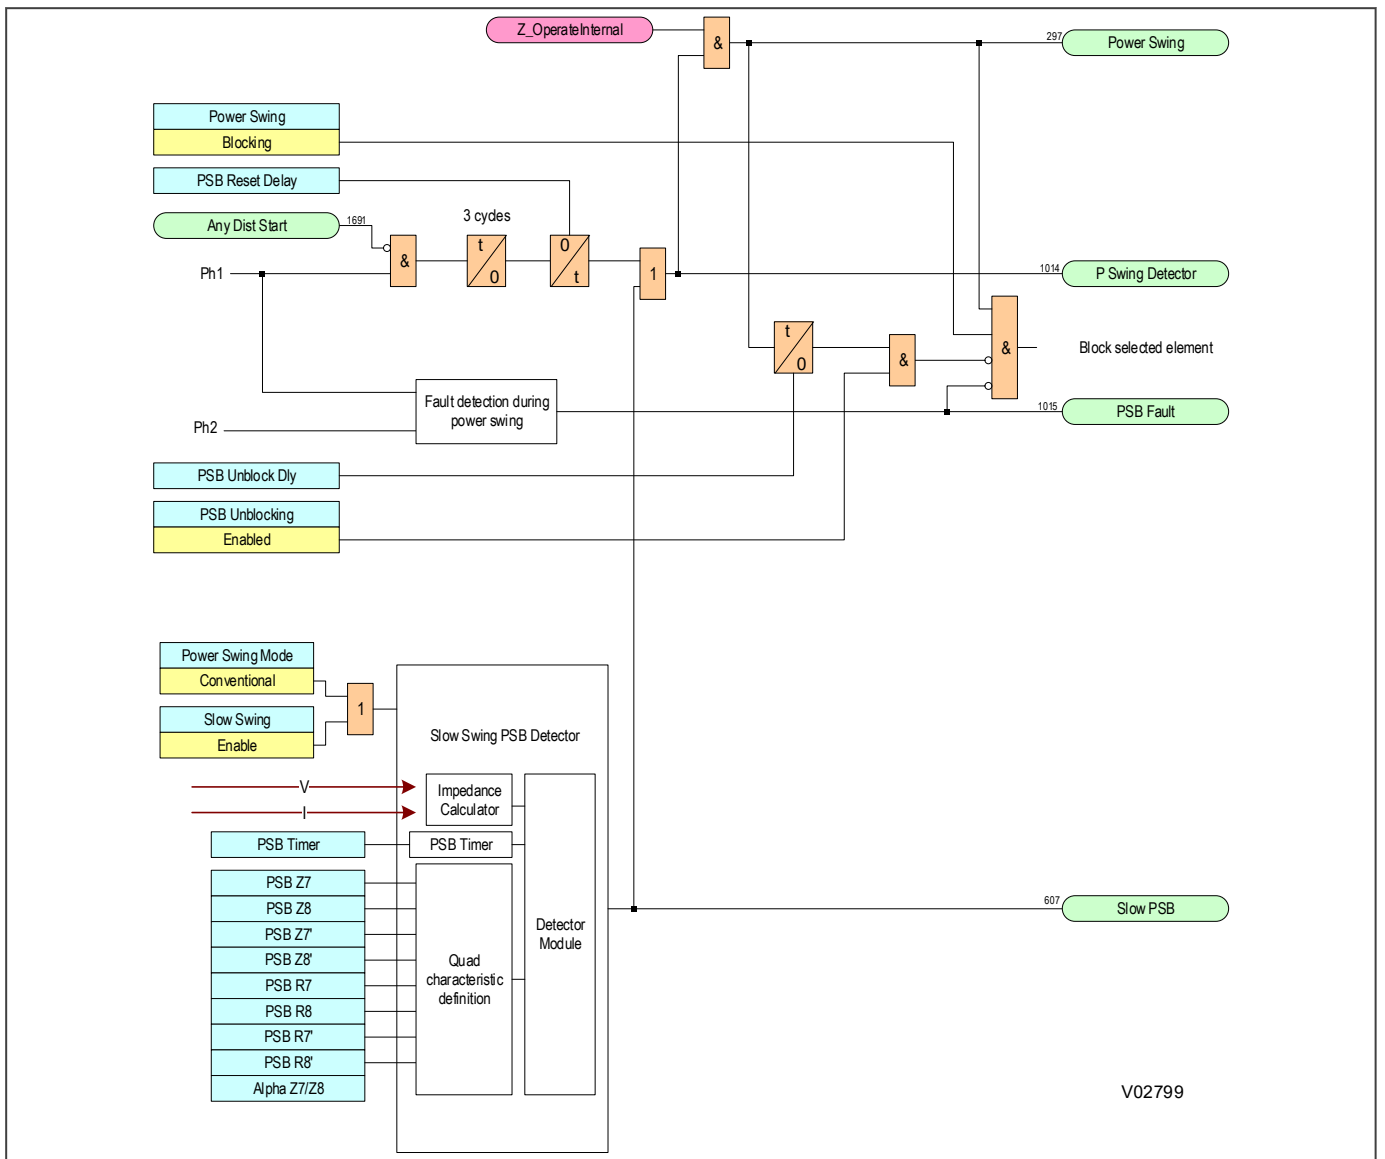 Z_OperateInternal
&
297
Power Swing
Power Swing
Blocking
PSB Reset Delay
Any Dist Start
1691
3 cycles
&
t
0
0
t
1
Ph1
1014
P Swing Detector
t
0
&
&
Block selected element
Fault detection during
power swing
1015
PSB Fault
Ph2
PSB Unblock Dly
PSB Unblocking
Enabled
Power Swing Mode
Conventional
1
Slow Swing
Enable
Slow Swing PSB Detector
V
I
Impedance
Calculator
PSB Timer
PSB Timer
PSB Z7
PSB Z8
PSB Z7'
PSB Z8'
PSB R7
PSB R8
PSB R7'
PSB R8'
Alpha Z7/Z8
Quad
characteristic
definition
Detector
Module
607
Slow PSB
V02799